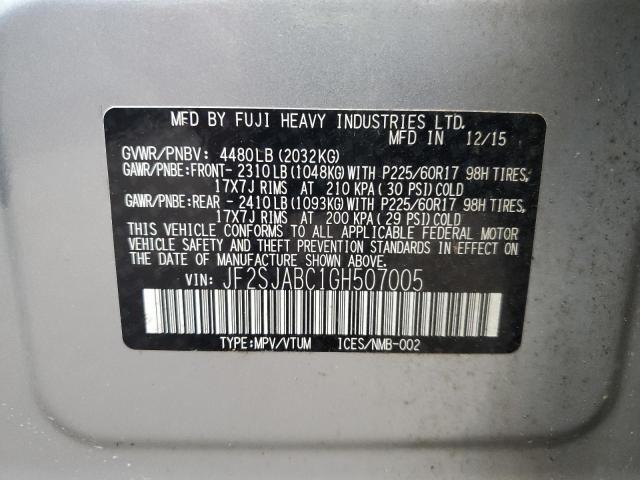 MFD BY FUJI HEAVY INDUSTRIES LTD.
MFD IN 12/15
GVWR/PNBV: 4480LB(2032KG)
GAWR/PNBE:FRONT- 2310LB(1048KG)WITH P225/60R17 98H TIRES,
17X7J RIMS AT 210 KPA(30 PSI)COLD
GAWR/PNBE:REAR - 2410LB(1093KG)WITH P225/60R17 98H TIRES,
17X7J RIMS AT 200 KPA(29 PSI)COLD
THIS VEHICLE CONFORMS TO ALL APPLICABLE FEDERAL MOTOR
VEHICLE SAFETY AND THEFT PREVENTION STANDARDS IN EFFECT ON
THE DATE OF MANUFACTURE SHOWN ABOVE.
VIN: JF2SJABC1GH507005
TYPE:MPV/VTUM ICES/NMB-002